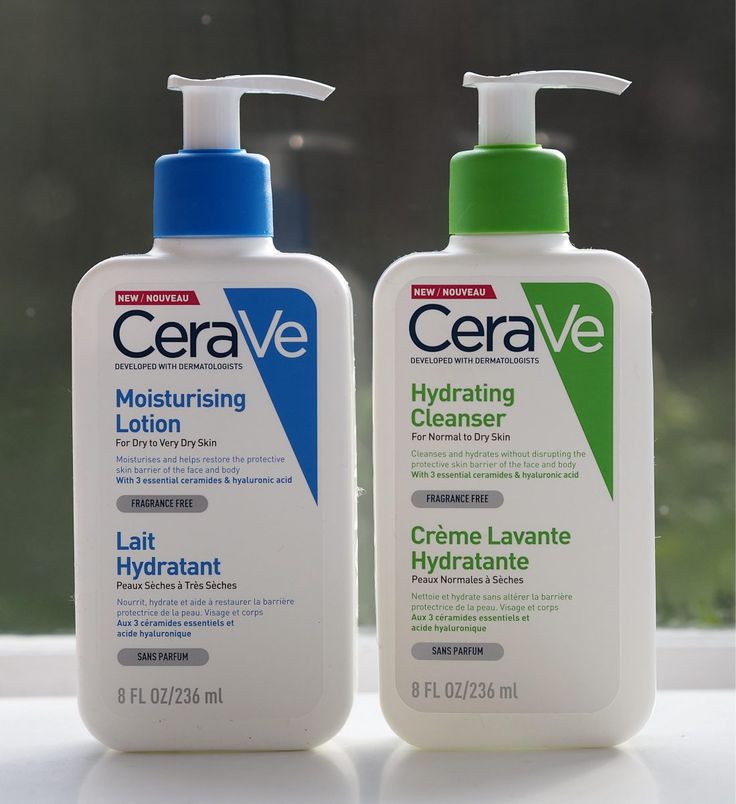 NEW / NOUVEAU
CeraVe
DEVELOPED WITH DERMATOLOGISTS
Moisturising
Lotion
For Dry to Very Dry Skin
Moisturises and helps restore the protective
skin barrier of the face and body
With 3 essential ceramides & hyaluronic acid
FRAGRANCE FREE
Lait
Hydratant
Peaux Sèches à Très Sèches
Nourrit, hydrate et aide à restaurer la barrière
protectrice de la peau. Visage et corps
Aux 3 céramides essentiels et
acide hyaluronique
SANS PARFUM
8 FL OZ/236 ml
NEW / NOUVEAU
CeraVe
DEVELOPED WITH DERMATOLOGISTS
Hydrating
Cleanser
For Normal to Dry Skin
Cleanses and hydrates without disrupting the
protective skin barrier of the face and body
With 3 essential ceramides & hyaluronic acid
FRAGRANCE FREE
Crème Lavante
Hydratante
Peaux Normales à Sèches
Nettoie et hydrate sans altérer la barrière
protectrice de la peau. Visage et corps
Aux 3 céramides essentiels et
acide hyaluronique
SANS PARFUM
8 FL OZ/236 ml